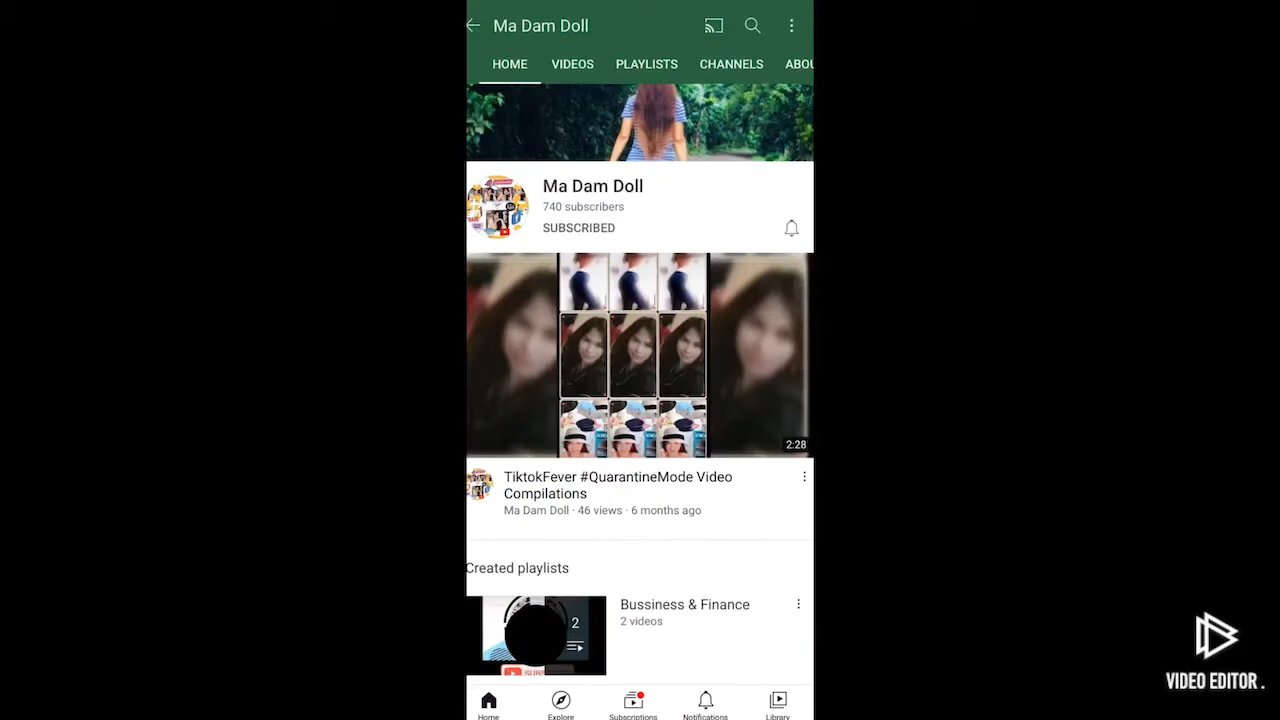 Ma Dam Doll
HOME VIDEOS PLAYLISTS CHANNELS ABOU
Ma Dam Doll
740 subscribers
SUBSCRIBED
2:28
TiktokFever #QuarantineMode Video
Compilations
Ma Dam Doll · 46 views · 6 months ago
Created playlists
Bussiness & Finance
2 videos
2
SUBS
Home Explore Subscriptions Notifications Library
VIDEO EDITOR.